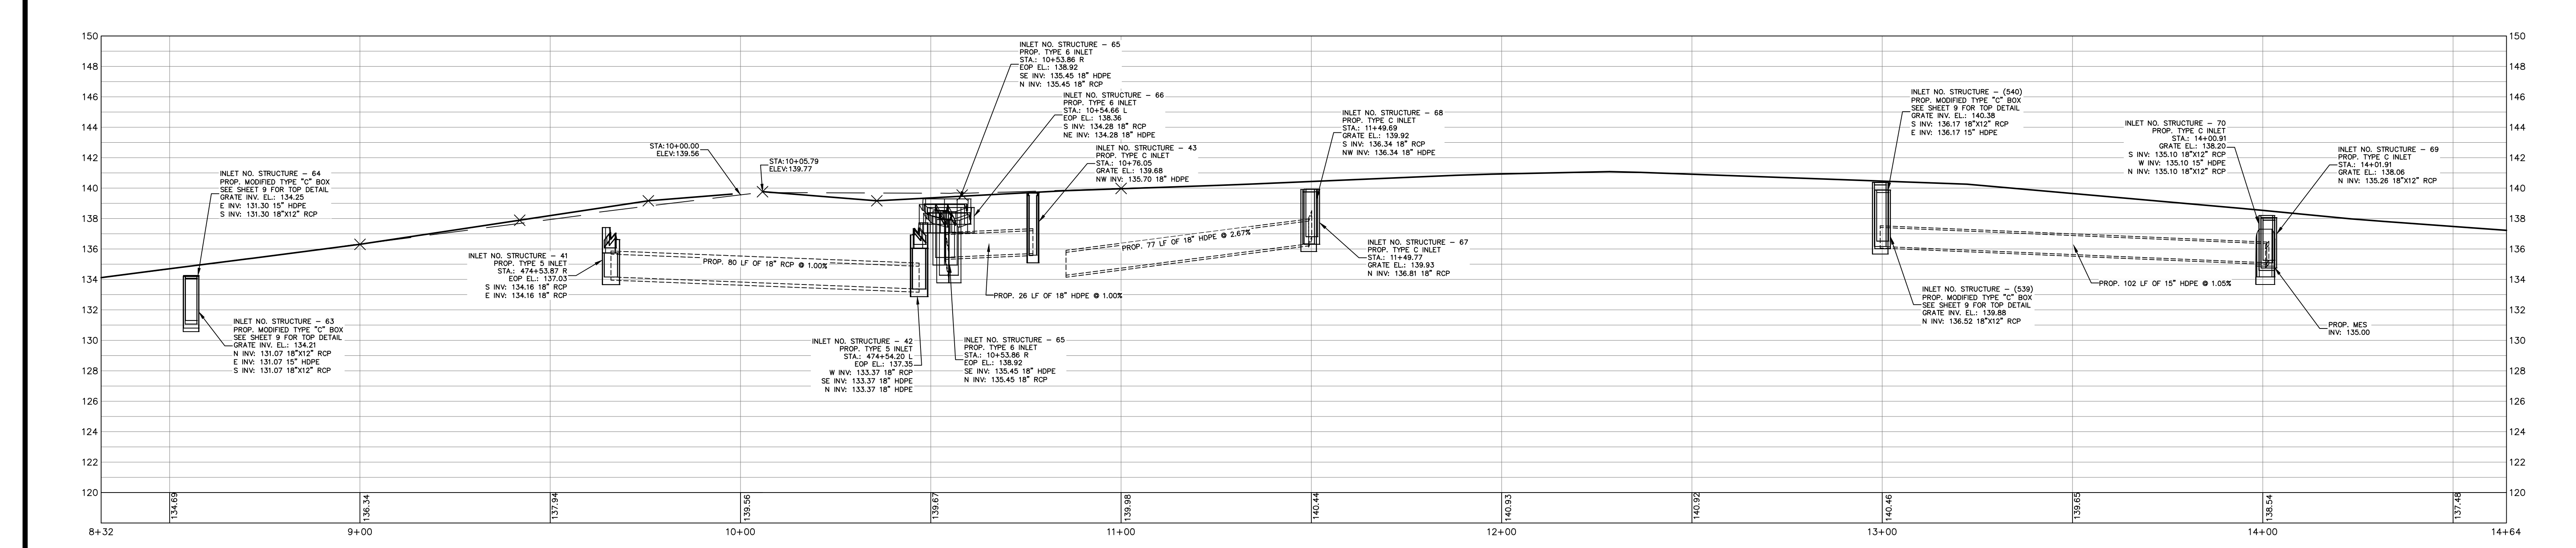 150
148
146
144
142
140
138
136
134
132
130
128
126
124
122
120
INLET NO. STRUCTURE - 64
PROP. MODIFIED TYPE "C" BOX
SEE SHEET 9 FOR TOP DETAIL
GRATE INV. EL.: 134.25
E INV: 131.30 15" HDPE
S INV: 131.30 18"X12" RCP
INLET NO. STRUCTURE - 63
PROP. MODIFIED TYPE "C" BOX
SEE SHEET 9 FOR TOP DETAIL
GRATE INV. EL.: 134.21
N INV: 131.07 18"X12" RCP
E INV: 131.07 15" HDPE
S INV: 131.07 18"X12" RCP
INLET NO. STRUCTURE - 41
PROP. TYPE 5 INLET
STA.: 474+53.87 R
EOP EL.: 137.03
S INV: 134.16 18" RCP
E INV: 134.16 18" RCP
STA:10+00.00
ELEV:139.56
STA:10+05.79
ELEV:139.77
PROP. 80 LF OF 18" RCP @ 1.00%
INLET NO. STRUCTURE - 42
PROP. TYPE 5 INLET
STA.: 474+54.20 L
EOP EL.: 137.35
W INV: 133.37 18" RCP
SE INV: 133.37 18" HDPE
N INV: 133.37 18" HDPE
INLET NO. STRUCTURE - 65
PROP. TYPE 6 INLET
STA.: 10+53.86 R
EOP EL.: 138.92
SE INV: 135.45 18" HDPE
N INV: 135.45 18" RCP
INLET NO. STRUCTURE - 66
PROP. TYPE 6 INLET
STA.: 10+54.66 L
EOP EL.: 138.36
S INV: 134.28 18" RCP
NE INV: 134.28 18" HDPE
INLET NO. STRUCTURE - 43
PROP. TYPE C INLET
STA.: 10+76.05
GRATE EL.: 139.68
NW INV: 135.70 18" HDPE
PROP. 26 LF OF 18" HDPE @ 1.00%
INLET NO. STRUCTURE - 65
PROP. TYPE 6 INLET
STA.: 10+53.86 R
EOP EL.: 138.92
SE INV: 135.45 18" HDPE
N INV: 135.45 18" RCP
PROP. 77 LF OF 18" HDPE @ 2.67%
INLET NO. STRUCTURE - 68
PROP. TYPE C INLET
STA.: 11+49.69
GRATE EL.: 139.92
S INV: 136.34 18" RCP
NW INV: 136.34 18" HDPE
INLET NO. STRUCTURE - 67
PROP. TYPE C INLET
STA.: 11+49.77
GRATE EL.: 139.93
N INV: 136.81 18" RCP
INLET NO. STRUCTURE - (540)
PROP. MODIFIED TYPE "C" BOX
SEE SHEET 9 FOR TOP DETAIL
GRATE INV. EL.: 140.38
S INV: 136.17 18"X12" RCP
E INV: 136.17 15" HDPE
INLET NO. STRUCTURE - (539)
PROP. MODIFIED TYPE "C" BOX
SEE SHEET 9 FOR TOP DETAIL
GRATE INV. EL.: 139.88
N INV: 136.52 18"X12" RCP
PROP. 102 LF OF 15" HDPE @ 1.05%
INLET NO. STRUCTURE - 70
PROP. TYPE C INLET
STA.: 14+00.91
GRATE EL.: 138.20
S INV: 135.10 18"X12" RCP
W INV: 135.10 15" HDPE
N INV: 135.10 18"X12" RCP
INLET NO. STRUCTURE - 69
PROP. TYPE C INLET
STA.: 14+01.91
GRATE EL.: 138.06
N INV: 135.26 18"X12" RCP
PROP. MES
INV: 135.00
150
148
146
144
142
140
138
136
134
132
130
128
126
124
122
120
134.69
136.34
137.94
139.56
139.67
139.98
140.44
140.93
140.92
140.46
139.65
138.54
137.48
8+32
9+00
10+00
11+00
12+00
13+00
14+00
14+64